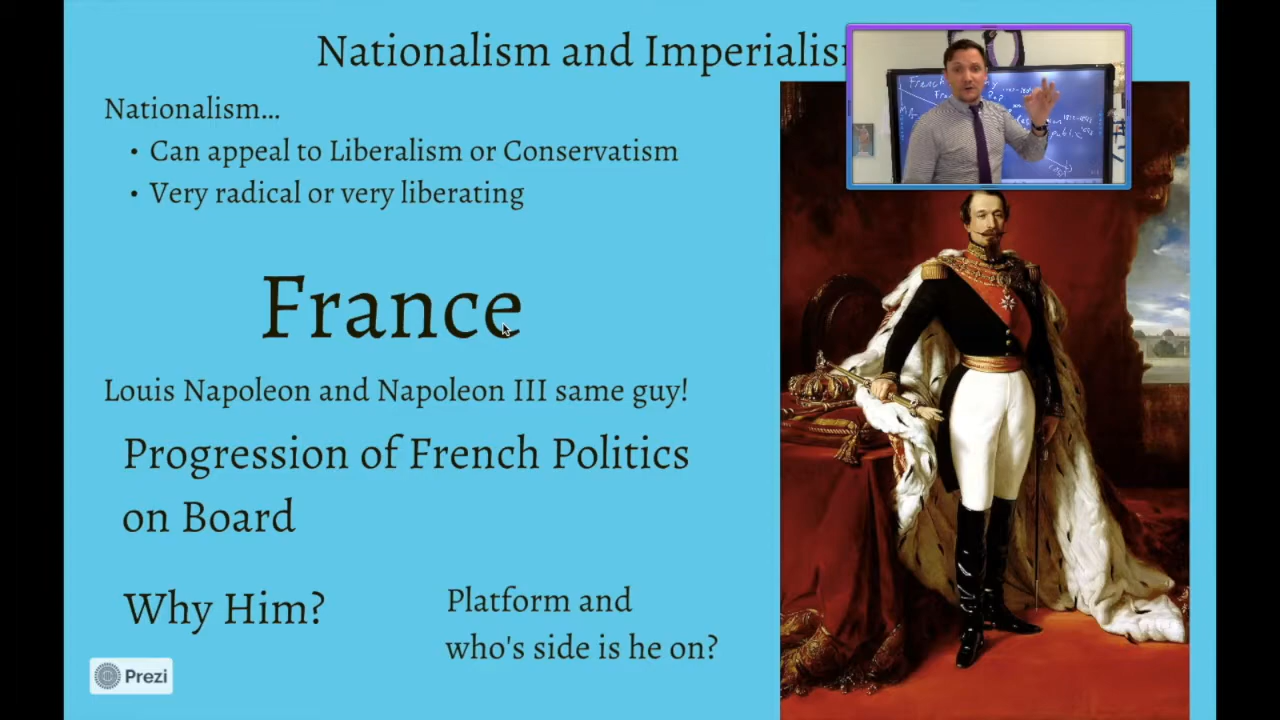 Nationalism and Imperialis
Nationalism...
• Can appeal to Liberalism or Conservatism
• Very radical or very liberating
France
Louis Napoleon and Napoleon III same guy!
Progression of French Politics
on Board
Why Him?
Platform and
who's side is he on?
Prezi